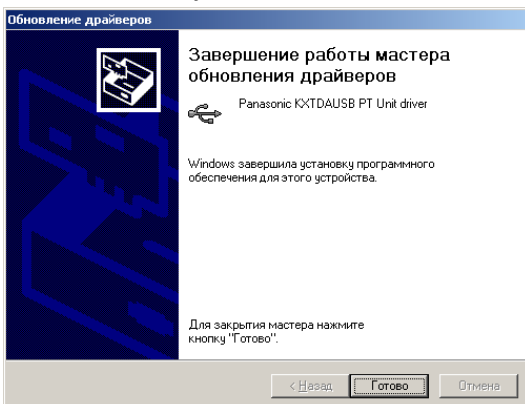 Обновление драйверов
Завершение работы мастера
обновления драйверов
Panasonic KXTDAUSB PT Unit driver
Windows завершила установку программного
обеспечения для этого устройства.
Для закрытия мастера нажмите
кнопку "Готово".
< Назад Готово Отмена